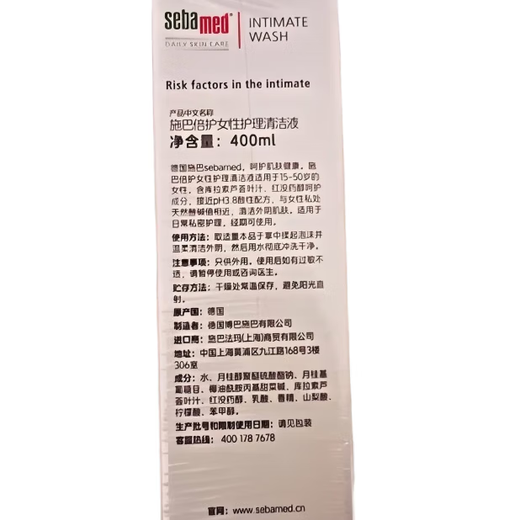 sebamed
DAILY SKIN CARE
INTIMATE
WASH
Risk factors in the intimate
产品中文名称
施巴倍护女性护理清洁液
净含量：400ml
德国施巴sebamed，呵护肌肤健康。施
巴倍护女性护理清洁液适用于15-50岁的
女性。含库拉索芦荟叶汁、红没药醇呵护
成分，接近pH3.8酸性配方，与女性私处
天然酸碱值相近，清洁外阴肌肤。适用于
日常私密护理，经期可使用。
使用方法：取适量本品于掌中揉起泡沫并
温柔清洁外阴，然后用水彻底冲洗干净。
注意事项：只供外用。使用后如有过敏不
适，请暂停使用或咨询医生。
贮存方法：干燥处常温保存，避免阳光直
射。
原产国：德国
制造者：德国博巴施巴有限公司
进口商：施巴法玛(上海)商贸有限公司
地址：中国上海黄浦区九江路168号3楼
306室
成分：水、月桂醇聚醚硫酸酯钠、月桂基
葡糖苷、椰油酰胺丙基甜菜碱、库拉索芦
荟叶汁、红没药醇、乳酸、香精、山梨酸、
柠檬酸、苯甲醇。
生产批号和限制使用日期：请见包装
客服热线：400 178 7678
官网：www.sebamed.cn